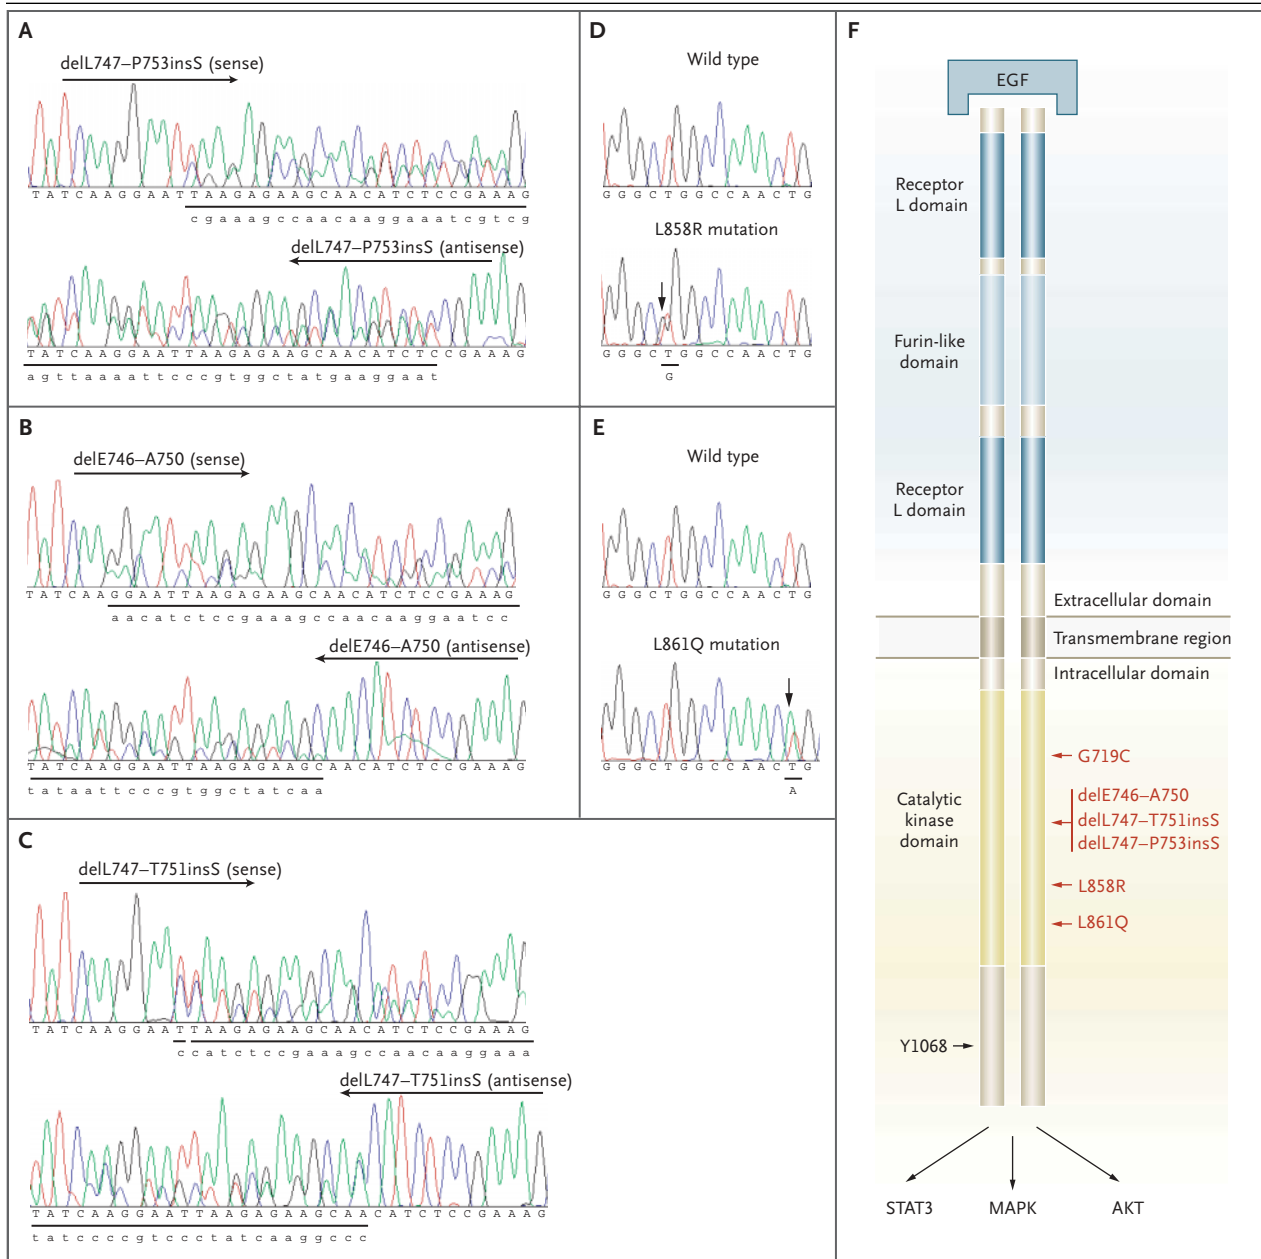 A
delL747–P753insS (sense)
TATCAAGGAATTAAGAGAAGCAACATCTCCGAAAG
cgaaagccaacaaggaaatcgtcg
delL747–P753insS (antisense)
TATCAAGGAATTAAGAGAAGCAACATCTCCGAAAG
agttaaaattcccgtggctatgaaggaat
B
delE746–A750 (sense)
TATCAAGGAATTAAGAGAAGCAACATCTCCGAAAG
aacatctccgaaagccaacaaggaatcc
delE746–A750 (antisense)
TATCAAGGAATTAAGAGAAGCAACATCTCCGAAAG
tataattcccgtggctatcaa
C
delL747–T751insS (sense)
TATCAAGGAATTAAGAGAAGCAACATCTCCGAAAG
ccatctccgaaagccaacaaggaaa
delL747–T751insS (antisense)
TATCAAGGAATTAAGAGAAGCAACATCTCCGAAAG
tatccccgtccctatcaaggccc
D
Wild type
GGGCTGGCCAACTG
L858R mutation
GGGCTGGCCAACTG
G
E
Wild type
GGGCTGGCCAACTG
L861Q mutation
GGGCTGGCCAACTG
A
F
EGF
Receptor
L domain
Furin-like
domain
Receptor
L domain
Extracellular domain
Transmembrane region
Intracellular domain
G719C
delE746–A750
delL747–T751insS
delL747–P753insS
Catalytic
kinase
domain
L858R
L861Q
Y1068
STAT3
MAPK
AKT